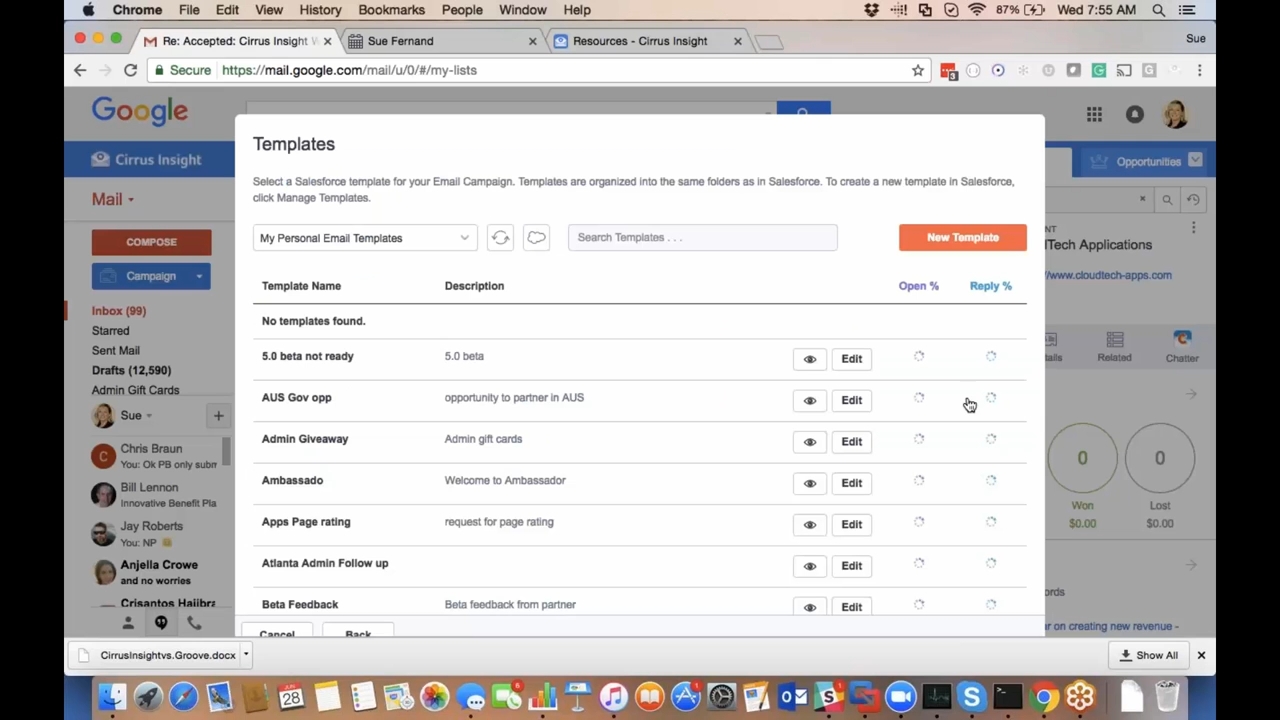 Chrome File Edit View History Bookmarks People Window Help 87% Wed 7:55 AM
Re: Accepted: Cirrus Insight Sue Fernand Resources - Cirrus Insight Sue
Secure https://mail.google.com/mail/u/0/#/my-lists 3
Google
Cirrus Insight
Opportunities
Mail
COMPOSE
Campaign
Inbox (99)
Starred
Sent Mail
Drafts (12,590)
Admin Gift Cards
Sue
Chris Braun
You: Ok PB only subm
Bill Lennon
Innovative Benefit Pla
Jay Roberts
You: NP
Anjella Crowe
and no worries
Templates
Select a Salesforce template for your Email Campaign. Templates are organized into the same folders as in Salesforce. To create a new template in Salesforce,
click Manage Templates.
My Personal Email Templates Search Templates . . . New Template
Template Name Description Open % Reply %
No templates found.
5.0 beta not ready 5.0 beta Edit
AUS Gov opp opportunity to partner in AUS Edit
Admin Giveaway Admin gift cards Edit
Ambassado Welcome to Ambassador Edit
Apps Page rating request for page rating Edit
Atlanta Admin Follow up Edit
Beta Feedback Beta feedback from partner Edit
Cancel Back
Tech Applications
/www.cloudtech-apps.com
Related Chatter
0 0
Won Lost
$0.00 $0.00
ords
ar on creating new revenue -
CirrusInsightvs.Groove.docx Show All
JUN
28